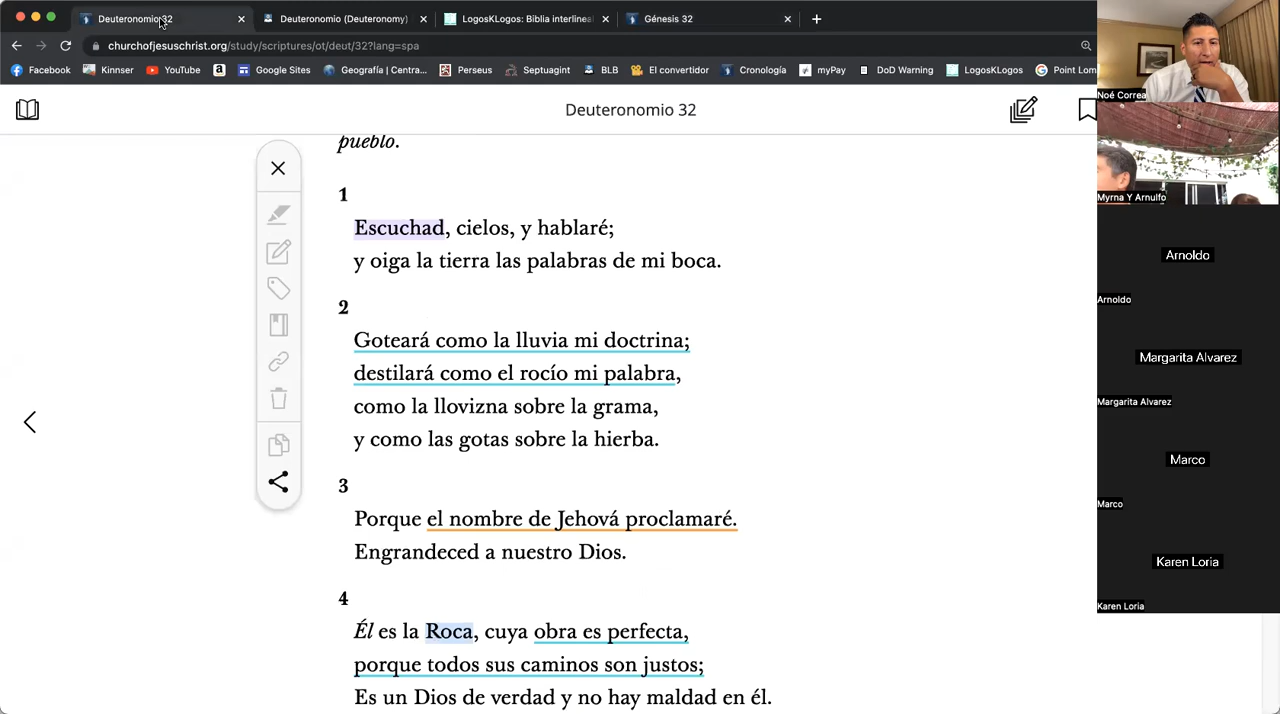 Deuteronomio 32
Deuteronomio (Deuteronomy)
LogosKLogos: Biblia interlineal
Génesis 32
churchofjesuschrist.org/study/scriptures/ot/deut/32?lang=spa
Facebook
Kinnser
YouTube
Google Sites
Geografía | Centra...
Perseus
Septuagint
BLB
El convertidor
Cronología
myPay
DoD Warning
LogosKLogos
Point Lom
Deuteronomio 32
pueblo.
1
Escuchad, cielos, y hablaré;
y oiga la tierra las palabras de mi boca.
2
Goteará como la lluvia mi doctrina;
destilará como el rocío mi palabra,
como la llovizna sobre la grama,
y como las gotas sobre la hierba.
3
Porque el nombre de Jehová proclamaré.
Engrandeced a nuestro Dios.
4
Él es la Roca, cuya obra es perfecta,
porque todos sus caminos son justos;
Es un Dios de verdad y no hay maldad en él.
Noé Correa
Myrna Y Arnulfo
Arnoldo
Arnoldo
Margarita Alvarez
Margarita Alvarez
Marco
Marco
Karen Loria
Karen Loria